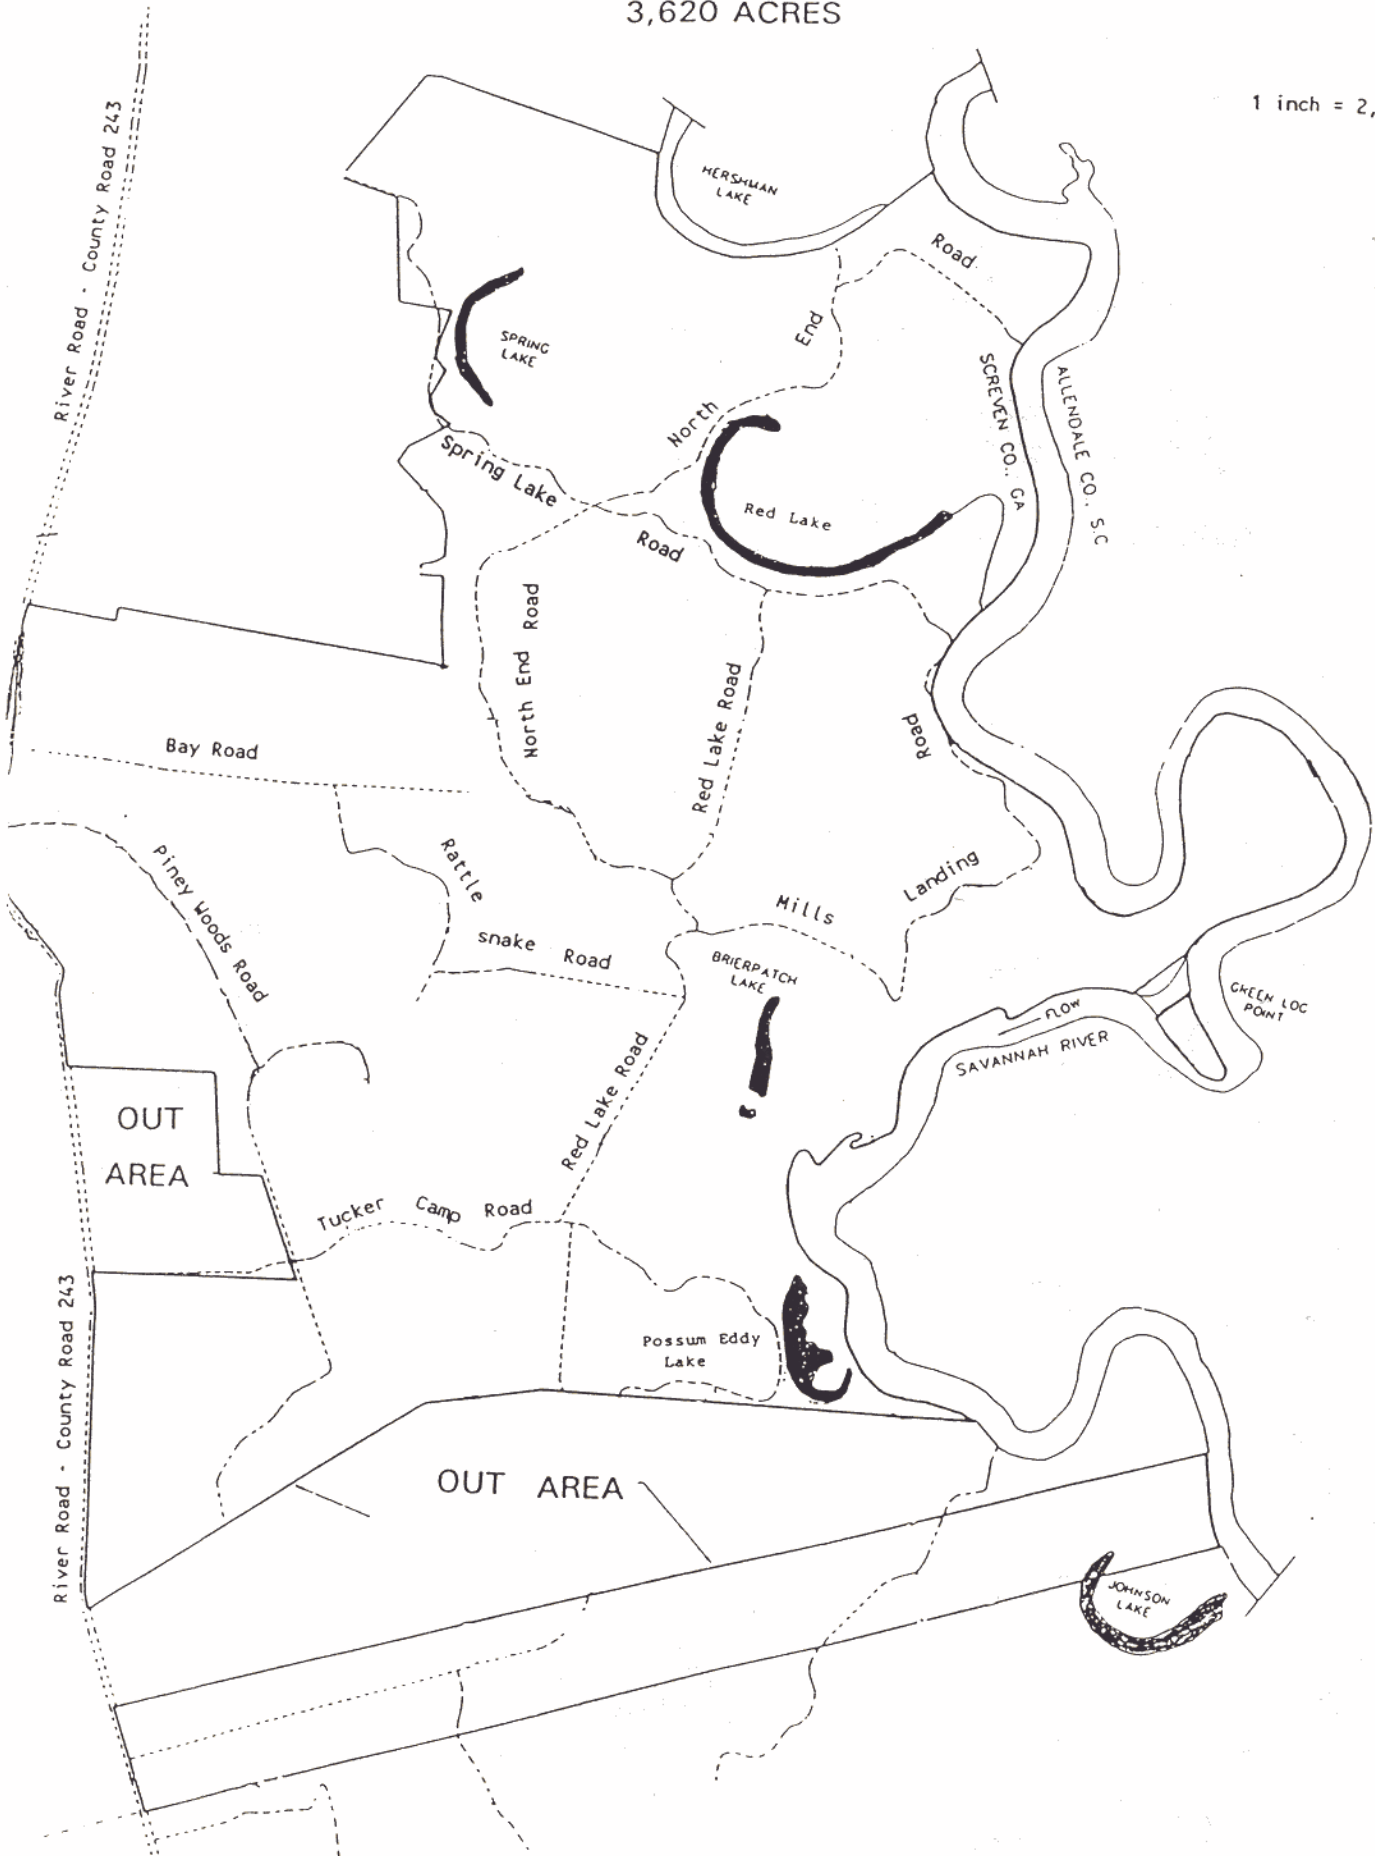 3,620 ACRES
1 inch = 2,
River Road - County Road 243
HERSHMAN
LAKE
Road
End
SPRING
LAKE
North
SCREVEN CO., GA
ALLENDALE CO., S.C
Spring Lake
Road
Red Lake
North End Road
Red Lake Road
Road
Bay Road
Piney Woods Road
Rattle
snake Road
Mills
Landing
BRIERPATCH
LAKE
GREEN LOG
POINT
FLOW
SAVANNAH RIVER
Red Lake Road
OUT
AREA
Tucker Camp Road
River Road - County Road 243
Possum Eddy
Lake
OUT AREA
JOHNSON
LAKE